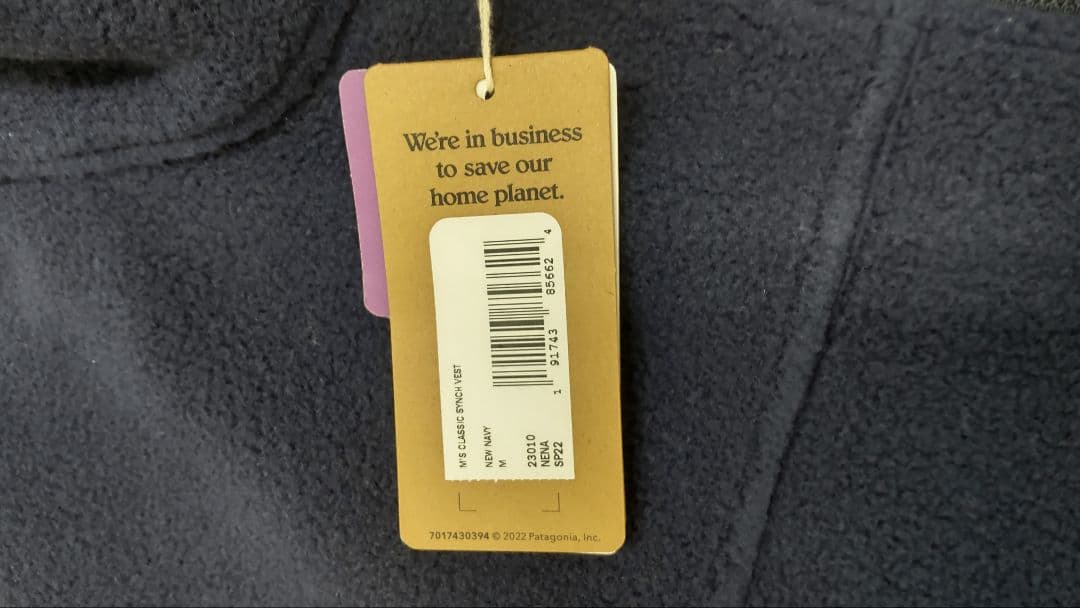 We're in business
to save our
home planet.
M'S CLASSIC SYNCH VEST
NEW NAVY
M
23010
NENA
SP22
1 91743 85662 4
7017430394 © 2022 Patagonia, Inc.